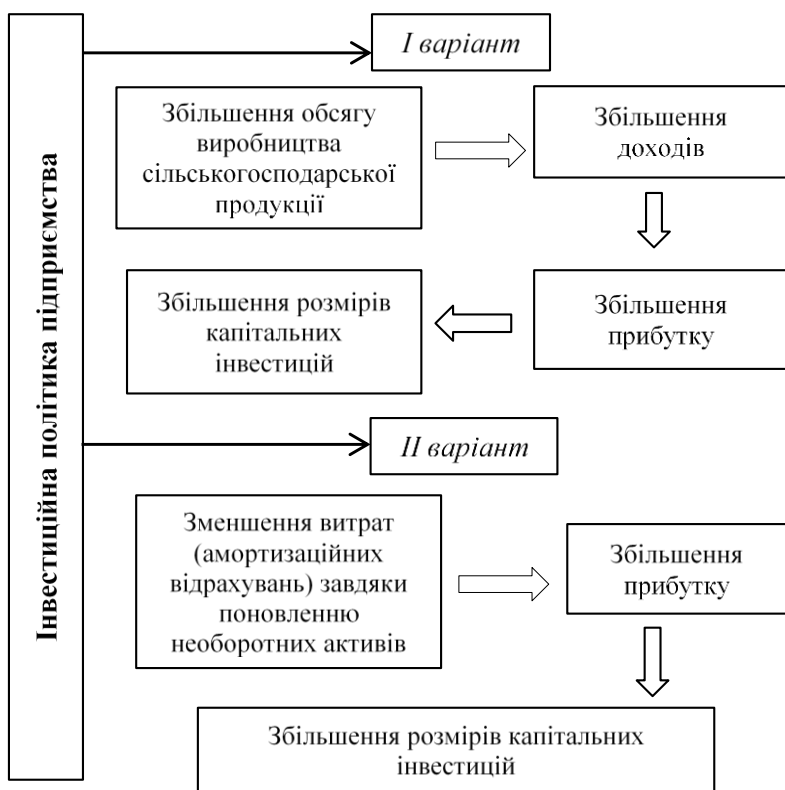 Інвестиційна політика підприємства
І варіант
Збільшення обсягу
виробництва
сільськогосподарської
продукції
Збільшення
доходів
Збільшення
прибутку
Збільшення розмірів
капітальних
інвестицій
ІІ варіант
Зменшення витрат
(амортизаційних
відрахувань) завдяки
поновленню
необоротних активів
Збільшення
прибутку
Збільшення розмірів капітальних
інвестицій